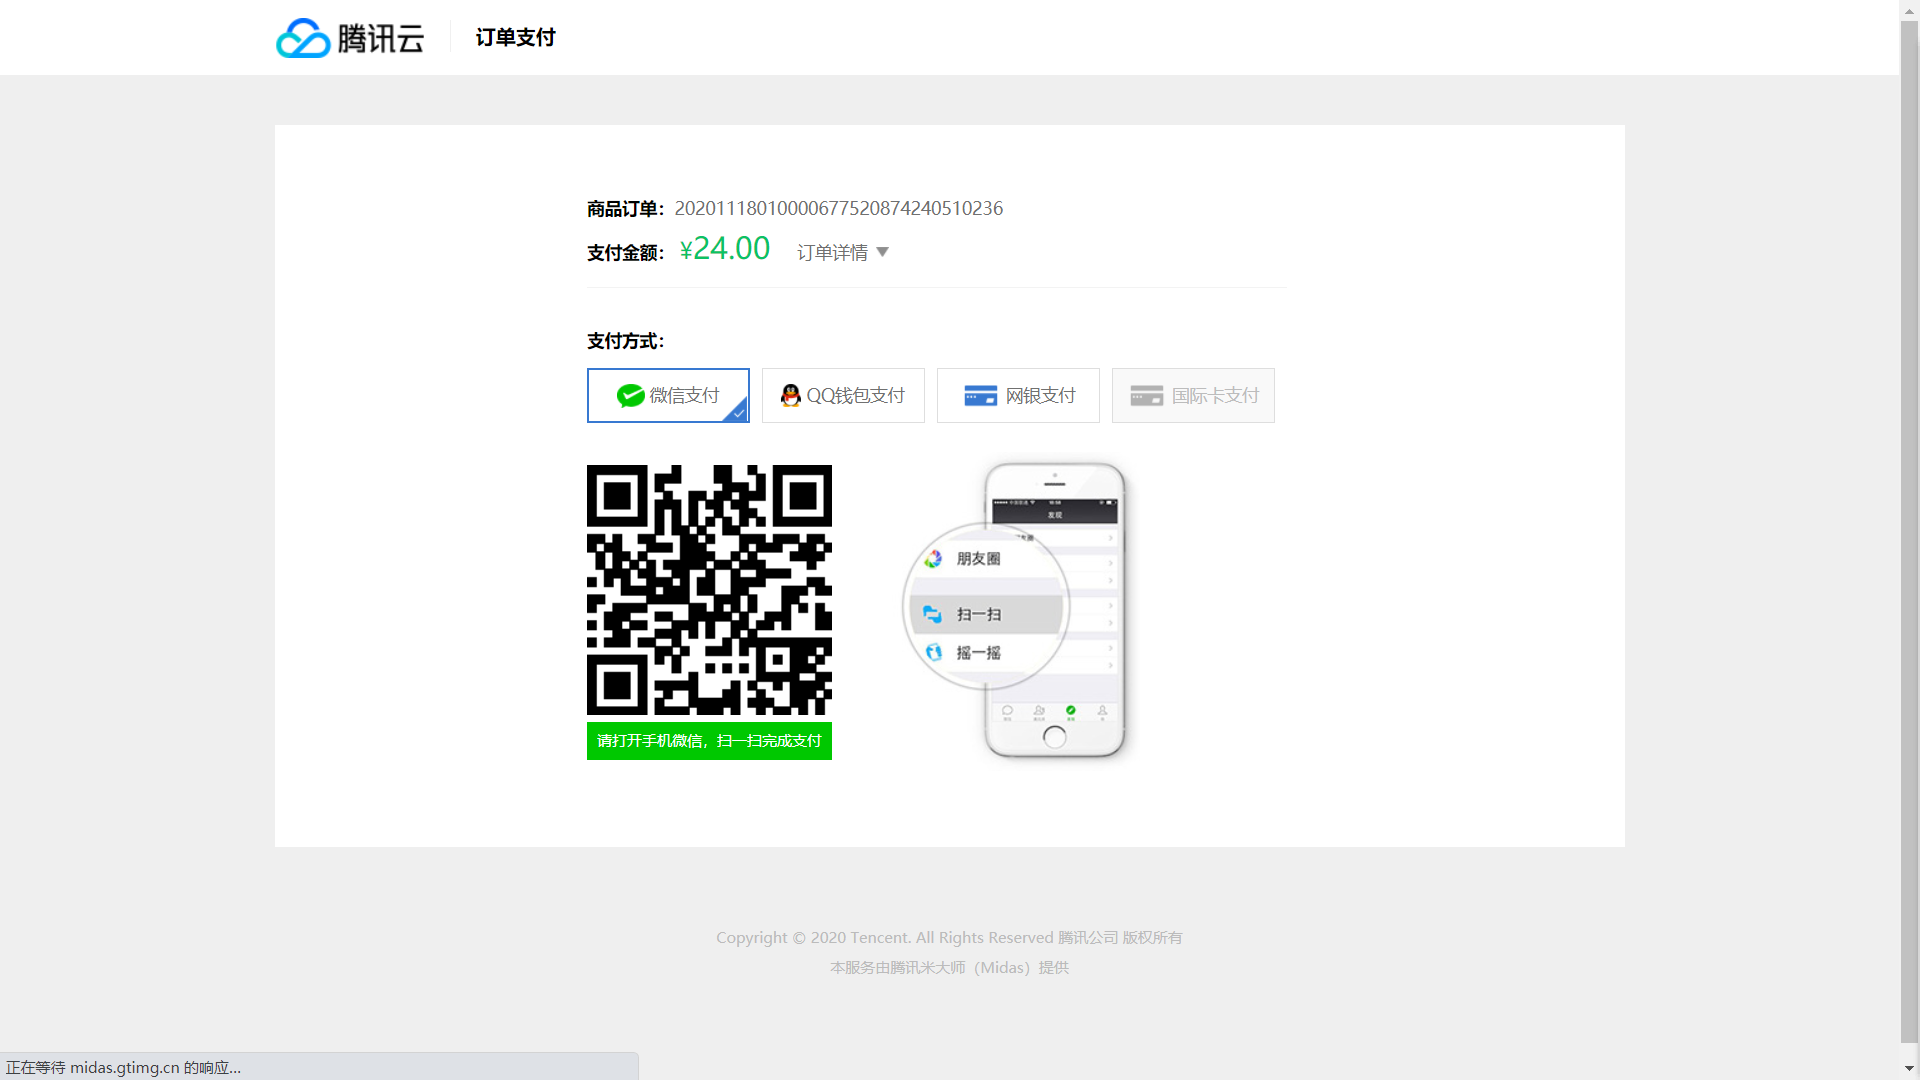 腾讯云
订单支付
商品订单：20201118010000677520874240510236
支付金额：¥24.00 订单详情
支付方式：
微信支付
QQ钱包支付
网银支付
国际卡支付
发现
朋友圈
扫一扫
摇一摇
请打开手机微信，扫一扫完成支付
Copyright © 2020 Tencent. All Rights Reserved 腾讯公司 版权所有
本服务由腾讯米大师（Midas）提供
正在等待 midas.gtimg.cn 的响应...